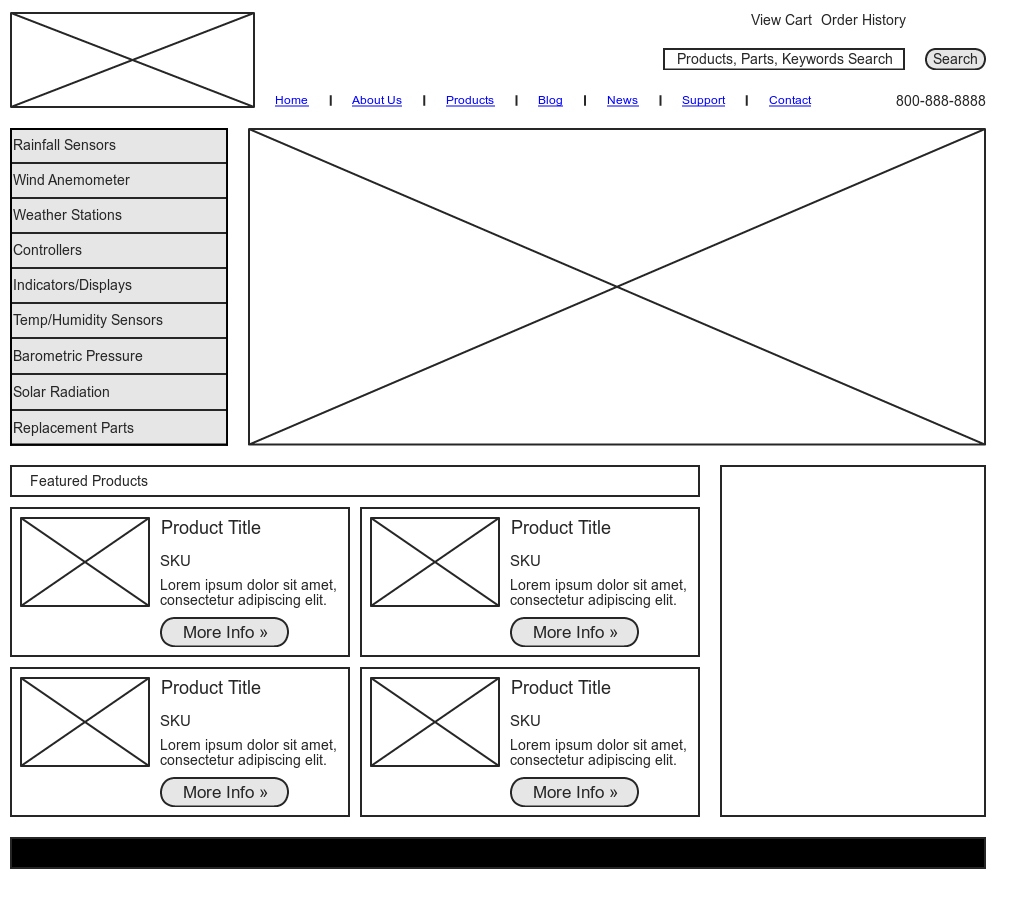 View Cart Order History
Products, Parts, Keywords Search
Search
Home | About Us | Products | Blog | News | Support | Contact
800-888-8888
Rainfall Sensors
Wind Anemometer
Weather Stations
Controllers
Indicators/Displays
Temp/Humidity Sensors
Barometric Pressure
Solar Radiation
Replacement Parts
Featured Products
Product Title
SKU
Lorem ipsum dolor sit amet,
consectetur adipiscing elit.
More Info »
Product Title
SKU
Lorem ipsum dolor sit amet,
consectetur adipiscing elit.
More Info »
Product Title
SKU
Lorem ipsum dolor sit amet,
consectetur adipiscing elit.
More Info »
Product Title
SKU
Lorem ipsum dolor sit amet,
consectetur adipiscing elit.
More Info »